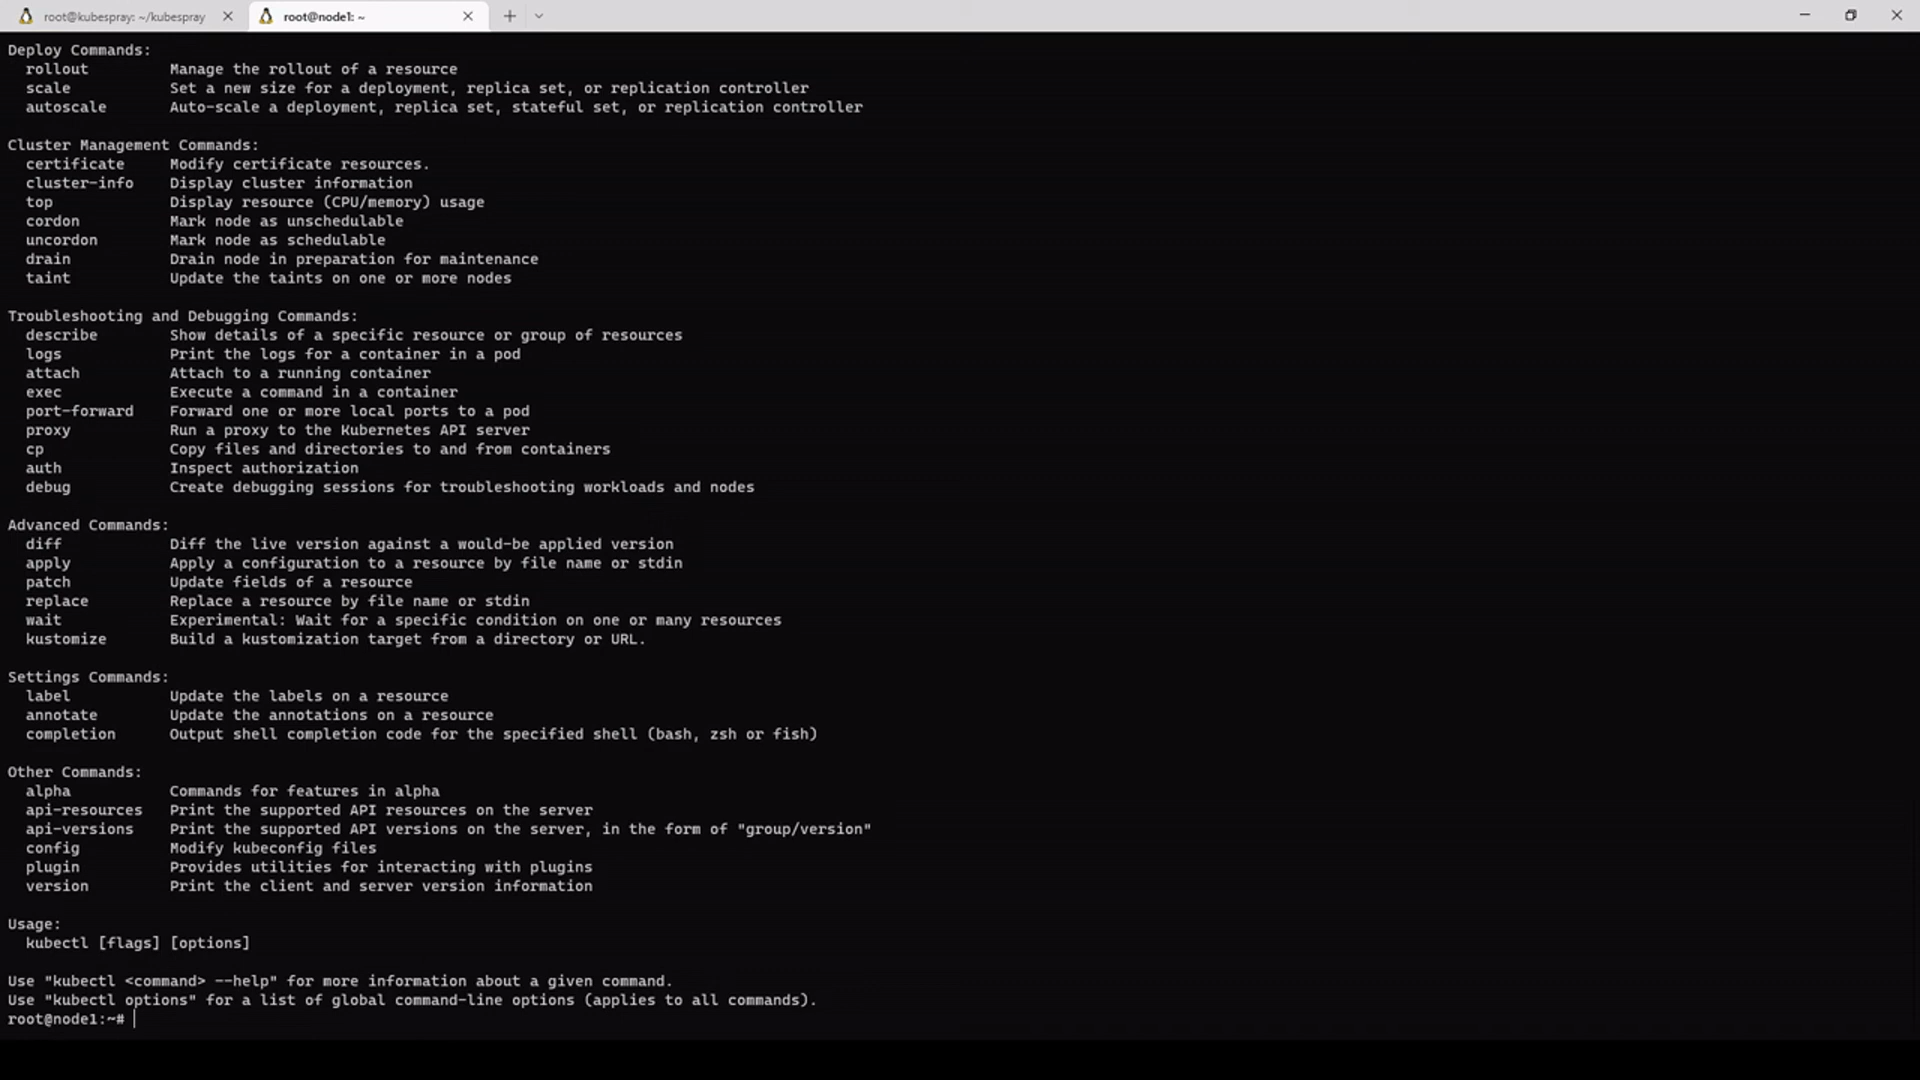 root@kubespray: ~/kubespray
root@node1: ~
Deploy Commands:
  rollout       Manage the rollout of a resource
  scale         Set a new size for a deployment, replica set, or replication controller
  autoscale     Auto-scale a deployment, replica set, stateful set, or replication controller

Cluster Management Commands:
  certificate   Modify certificate resources.
  cluster-info  Display cluster information
  top           Display resource (CPU/memory) usage
  cordon        Mark node as unschedulable
  uncordon      Mark node as schedulable
  drain         Drain node in preparation for maintenance
  taint         Update the taints on one or more nodes

Troubleshooting and Debugging Commands:
  describe      Show details of a specific resource or group of resources
  logs          Print the logs for a container in a pod
  attach        Attach to a running container
  exec          Execute a command in a container
  port-forward  Forward one or more local ports to a pod
  proxy         Run a proxy to the Kubernetes API server
  cp            Copy files and directories to and from containers
  auth          Inspect authorization
  debug         Create debugging sessions for troubleshooting workloads and nodes

Advanced Commands:
  diff          Diff the live version against a would-be applied version
  apply         Apply a configuration to a resource by file name or stdin
  patch         Update fields of a resource
  replace       Replace a resource by file name or stdin
  wait          Experimental: Wait for a specific condition on one or many resources
  kustomize     Build a kustomization target from a directory or URL.

Settings Commands:
  label         Update the labels on a resource
  annotate      Update the annotations on a resource
  completion    Output shell completion code for the specified shell (bash, zsh or fish)

Other Commands:
  alpha         Commands for features in alpha
  api-resources Print the supported API resources on the server
  api-versions  Print the supported API versions on the server, in the form of "group/version"
  config        Modify kubeconfig files
  plugin        Provides utilities for interacting with plugins
  version       Print the client and server version information

Usage:
  kubectl [flags] [options]

Use "kubectl <command> --help" for more information about a given command.
Use "kubectl options" for a list of global command-line options (applies to all commands).
root@node1:~#